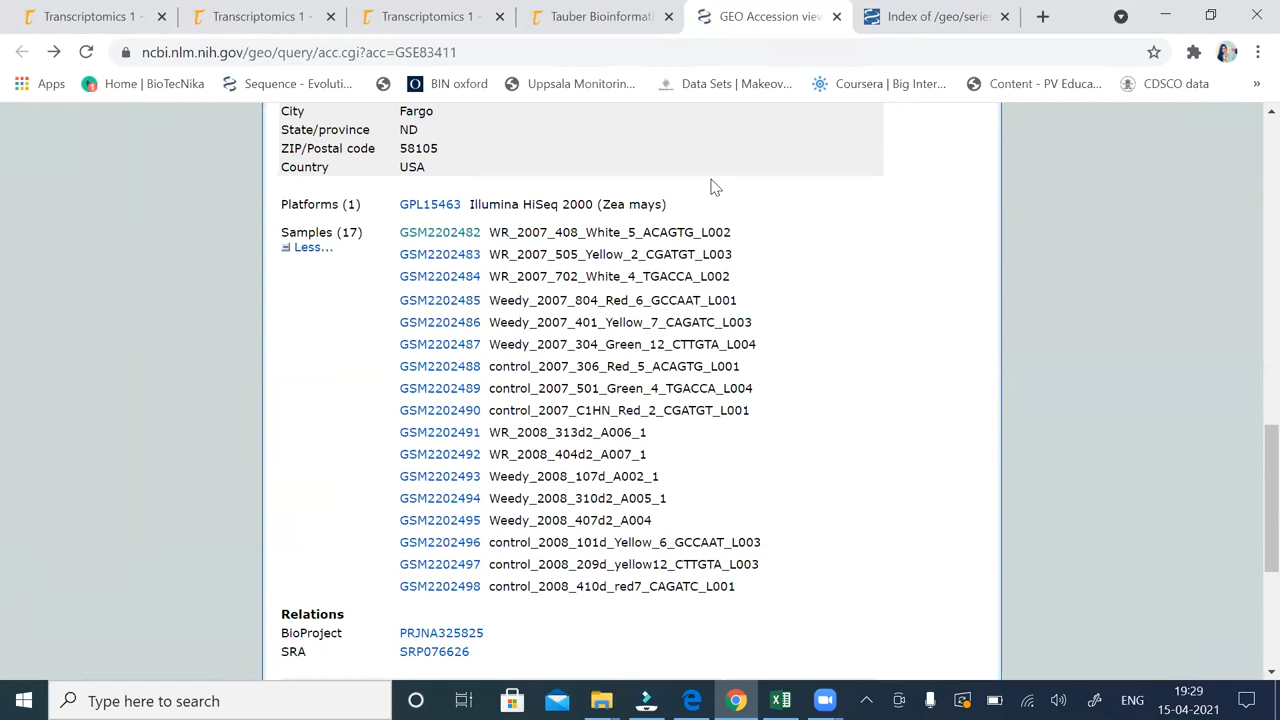 Transcriptomics 1 - Transcriptomics 1 - Transcriptomics 1 - Tauber Bioinformati GEO Accession view Index of /geo/serie
ncbi.nlm.nih.gov/geo/query/acc.cgi?acc=GSE83411
Apps Home | BioTecNika Sequence - Evoluti... BIN oxford Uppsala Monitorin... Data Sets | Makeov... Coursera | Big Inter... Content - PV Educa... CDSCO data »
City Fargo
State/province ND
ZIP/Postal code 58105
Country USA
Platforms (1) GPL15463 Illumina HiSeq 2000 (Zea mays)
Samples (17) GSM2202482 WR_2007_408_White_5_ACAGTG_L002
Less... GSM2202483 WR_2007_505_Yellow_2_CGATGT_L003
GSM2202484 WR_2007_702_White_4_TGACCA_L002
GSM2202485 Weedy_2007_804_Red_6_GCCAAT_L001
GSM2202486 Weedy_2007_401_Yellow_7_CAGATC_L003
GSM2202487 Weedy_2007_304_Green_12_CTTGTA_L004
GSM2202488 control_2007_306_Red_5_ACAGTG_L001
GSM2202489 control_2007_501_Green_4_TGACCA_L004
GSM2202490 control_2007_C1HN_Red_2_CGATGT_L001
GSM2202491 WR_2008_313d2_A006_1
GSM2202492 WR_2008_404d2_A007_1
GSM2202493 Weedy_2008_107d_A002_1
GSM2202494 Weedy_2008_310d2_A005_1
GSM2202495 Weedy_2008_407d2_A004
GSM2202496 control_2008_101d_Yellow_6_GCCAAT_L003
GSM2202497 control_2008_209d_yellow12_CTTGTA_L003
GSM2202498 control_2008_410d_red7_CAGATC_L001
Relations
BioProject PRJNA325825
SRA SRP076626
Type here to search ENG 19:29
15-04-2021